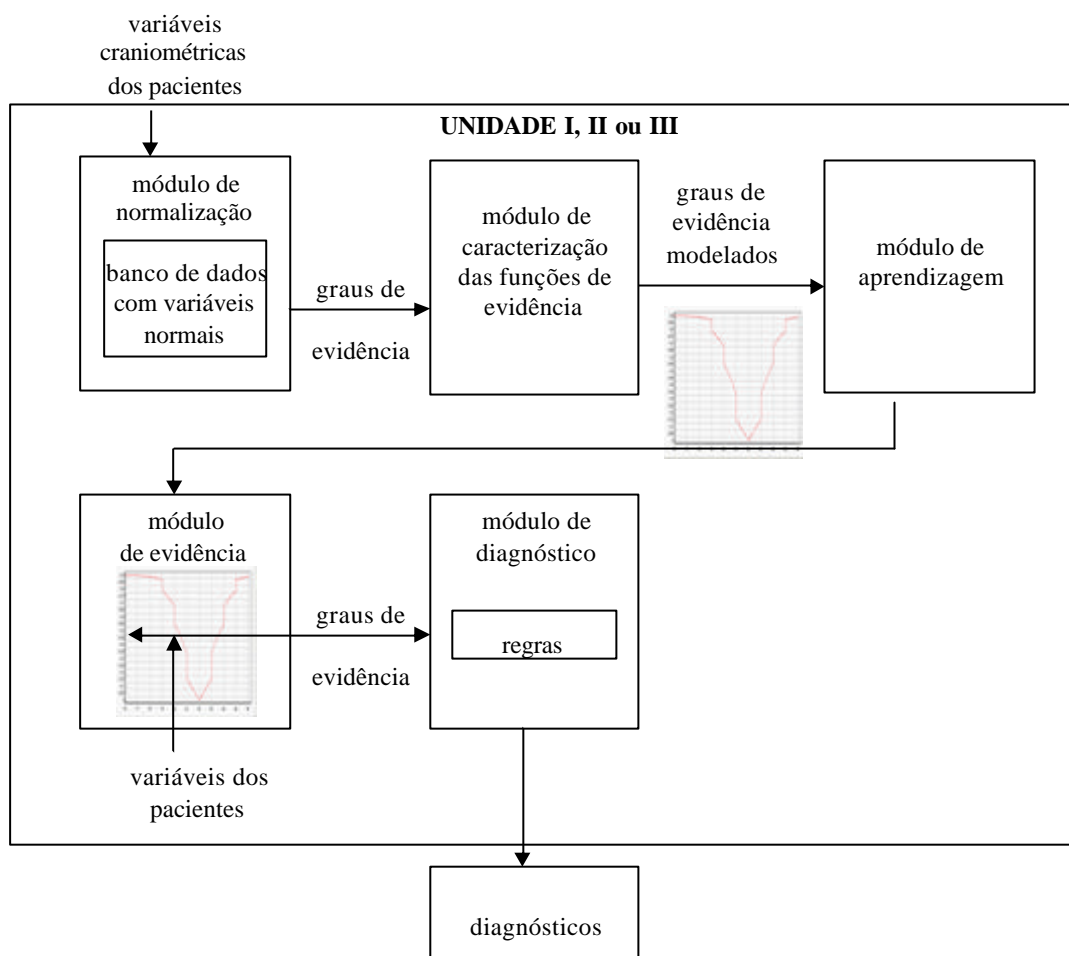 variáveis
craniométricas
dos pacientes
UNIDADE I, II ou III
módulo de
normalização
banco de dados
com variáveis
normais
graus de
evidência
módulo de
caracterização
das funções de
evidência
graus de
evidência
modelados
módulo de
aprendizagem
módulo
de evidência
variáveis dos
pacientes
graus de
evidência
módulo de
diagnóstico
regras
diagnósticos